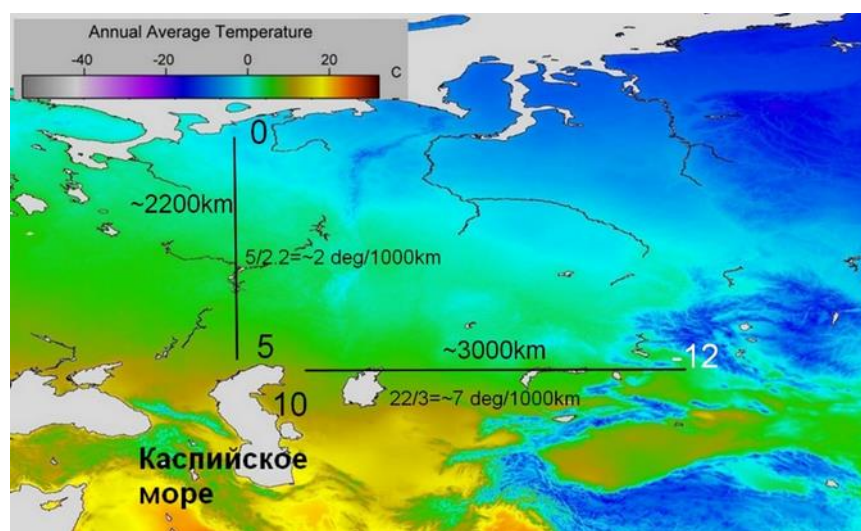 Annual Average Temperature
-40 -20 0 20 C
0
~2200km
5/2.2=~2 deg/1000km
5
~3000km
-12
10
22/3=~7 deg/1000km
Каспийское
море